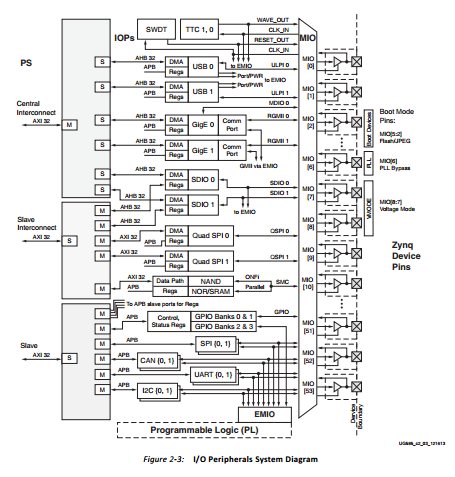 PS
IOPs
SWDT
TTC 1, 0
WAVE_OUT
CLK_IN
RESET_OUT
CLK_IN
MIO
to EMIO
S
AHB 32
APB
DMA
Regs
USB 0
ULPI 0
MIO
[0]
Port/PWR
to EMIO
Port/PWR
S
AHB 32
APB
DMA
Regs
USB 1
ULPI 1
MIO
[1]
MDIO 0
Central
Interconnect
AXI 32
M
S
AHB 32
APB
DMA
Regs
GigE 0
Comm
Port
RGMII 0
MIO
[2]
Boot Devices
Boot Mode
Pins:
MIO[5:2]
Flash/JPEG
S
AHB 32
APB
DMA
Regs
GigE 1
Comm
Port
RGMII 1
GMII via EMIO
MIO
[6]
PLL
MIO[6]
PLL Bypass
S
S
DMA
Regs
SDIO 0
SDIO 0
SDIO 1
MIO
[7]
VMODE
MIO[8:7]
Voltage Mode
M
AHB 32
DMA
Regs
SDIO 1
to EMIO
MIO
[8]
M
AHB 32
Slave
Interconnect
AXI 32
S
M
AXI 32
APB
DMA
Regs
Quad SPI 0
QSPI 0
MIO
[9]
Zynq
Device
Pins
M
AXI 32
APB
DMA
Regs
Quad SPI 1
QSPI 1
M
AXI 32
APB
Data Path
Regs
NAND
NOR/SRAM
ONFI
Parallel
SMC
MIO
[10]
M
To APB slave ports for Regs
M
APB
Control,
Status Regs
GPIO Banks 0 & 1
GPIO Banks 2 & 3
GPIO
MIO
[51]
Slave
AXI 32
S
M
APB
SPI (0, 1)
M
APB
CAN (0, 1)
MIO
[52]
M
APB
UART (0, 1)
M
APB
I2C (0, 1)
MIO
[53]
EMIO
Programmable Logic (PL)
Device
Boundary
UG585_c2_03_121613
Figure 2-3: I/O Peripherals System Diagram